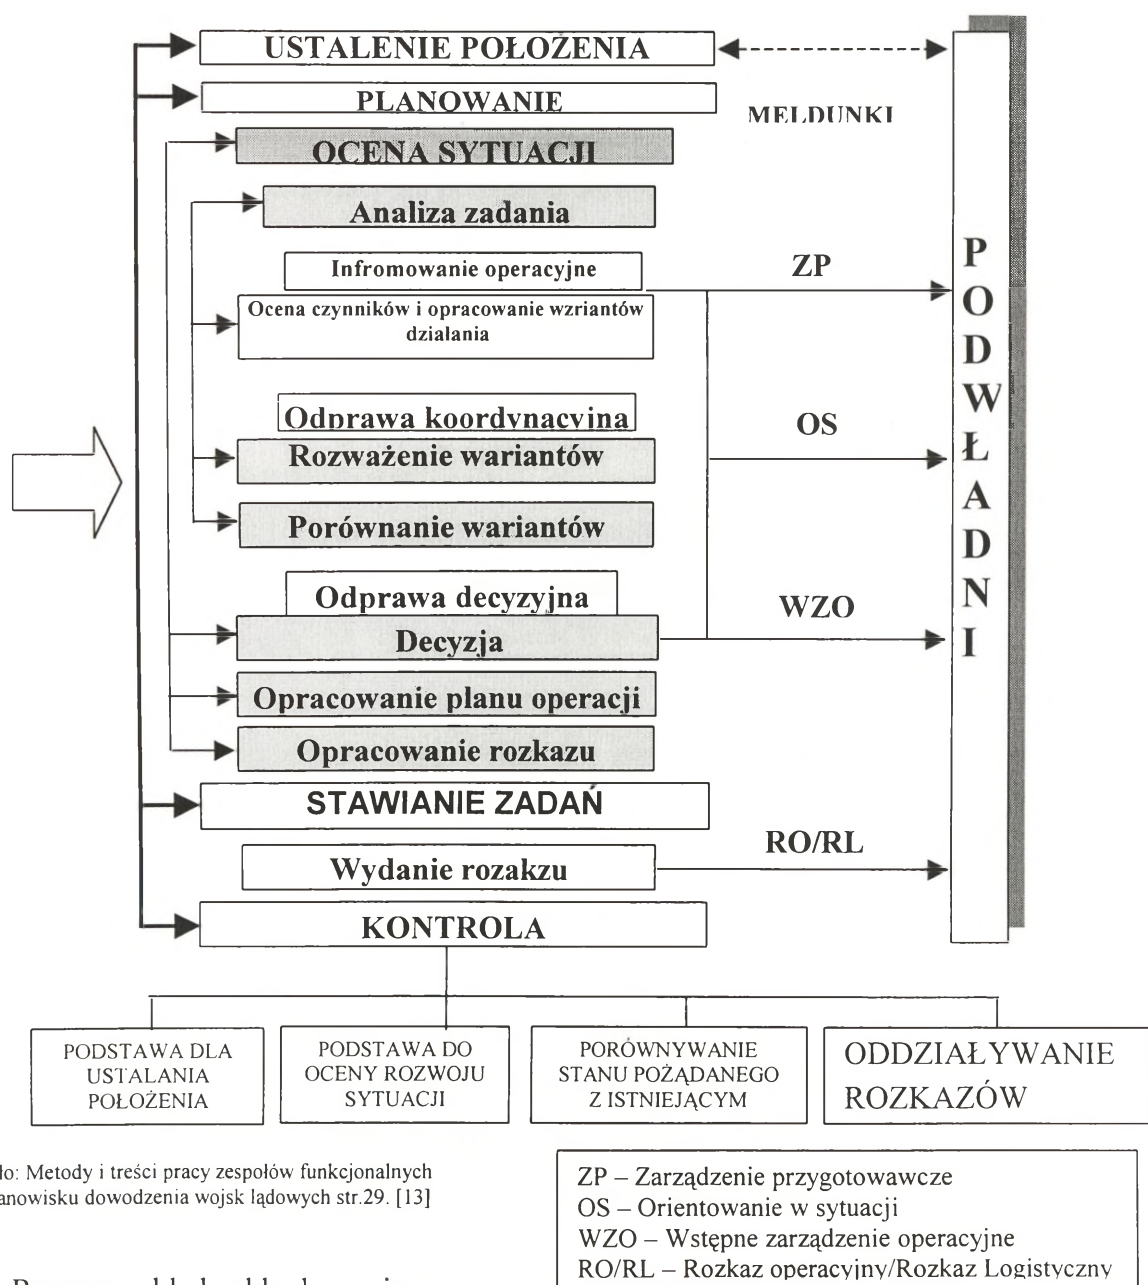 USTALENIE POŁOŻENIA
PLANOWANIE
MELDUNKI
OCENA SYTUACJI
Analiza zadania
Infromowanie operacyjne
ZP
Ocena czynników i opracowanie wzriantów
działania
Odprawa koordynacyjna
OS
Rozważenie wariantów
Porównanie wariantów
Odprawa decyzyjna
WZO
Decyzja
Opracowanie planu operacji
Opracowanie rozkazu
STAWIANIE ZADAŃ
RO/RL
Wydanie rozakzu
KONTROLA
PODWŁADNI
PODSTAWA DLA
USTALANIA
POŁOŻENIA
PODSTAWA DO
OCENY ROZWOJU
SYTUACJI
PORÓWNYWANIE
STANU POŻĄDANEGO
Z ISTNIEJĄCYM
ODDZIAŁYWANIE
ROZKAZÓW
ło: Metody i treści pracy zespołów funkcjonalnych
anowisku dowodzenia wojsk lądowych str.29. [13]
ZP – Zarządzenie przygotowawcze
OS – Orientowanie w sytuacji
WZO – Wstępne zarządzenie operacyjne
RO/RL – Rozkaz operacyjny/Rozkaz Logistyczny